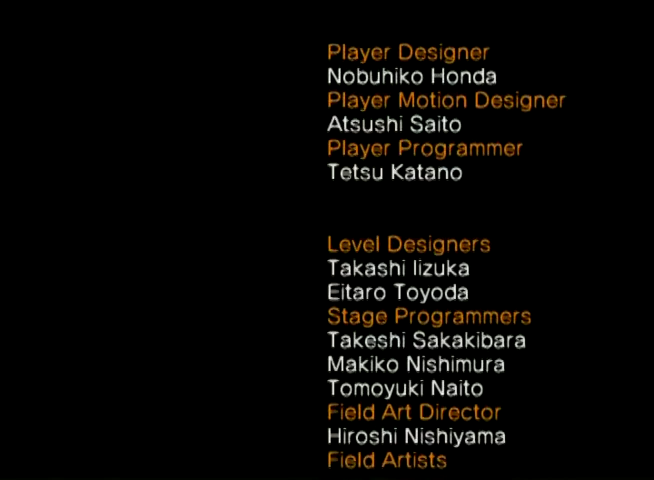 Player Designer
Nobuhiko Honda
Player Motion Designer
Atsushi Saito
Player Programmer
Tetsu Katano
Level Designers
Takashi Iizuka
Eitaro Toyoda
Stage Programmers
Takeshi Sakakibara
Makiko Nishimura
Tomoyuki Naito
Field Art Director
Hiroshi Nishiyama
Field Artists